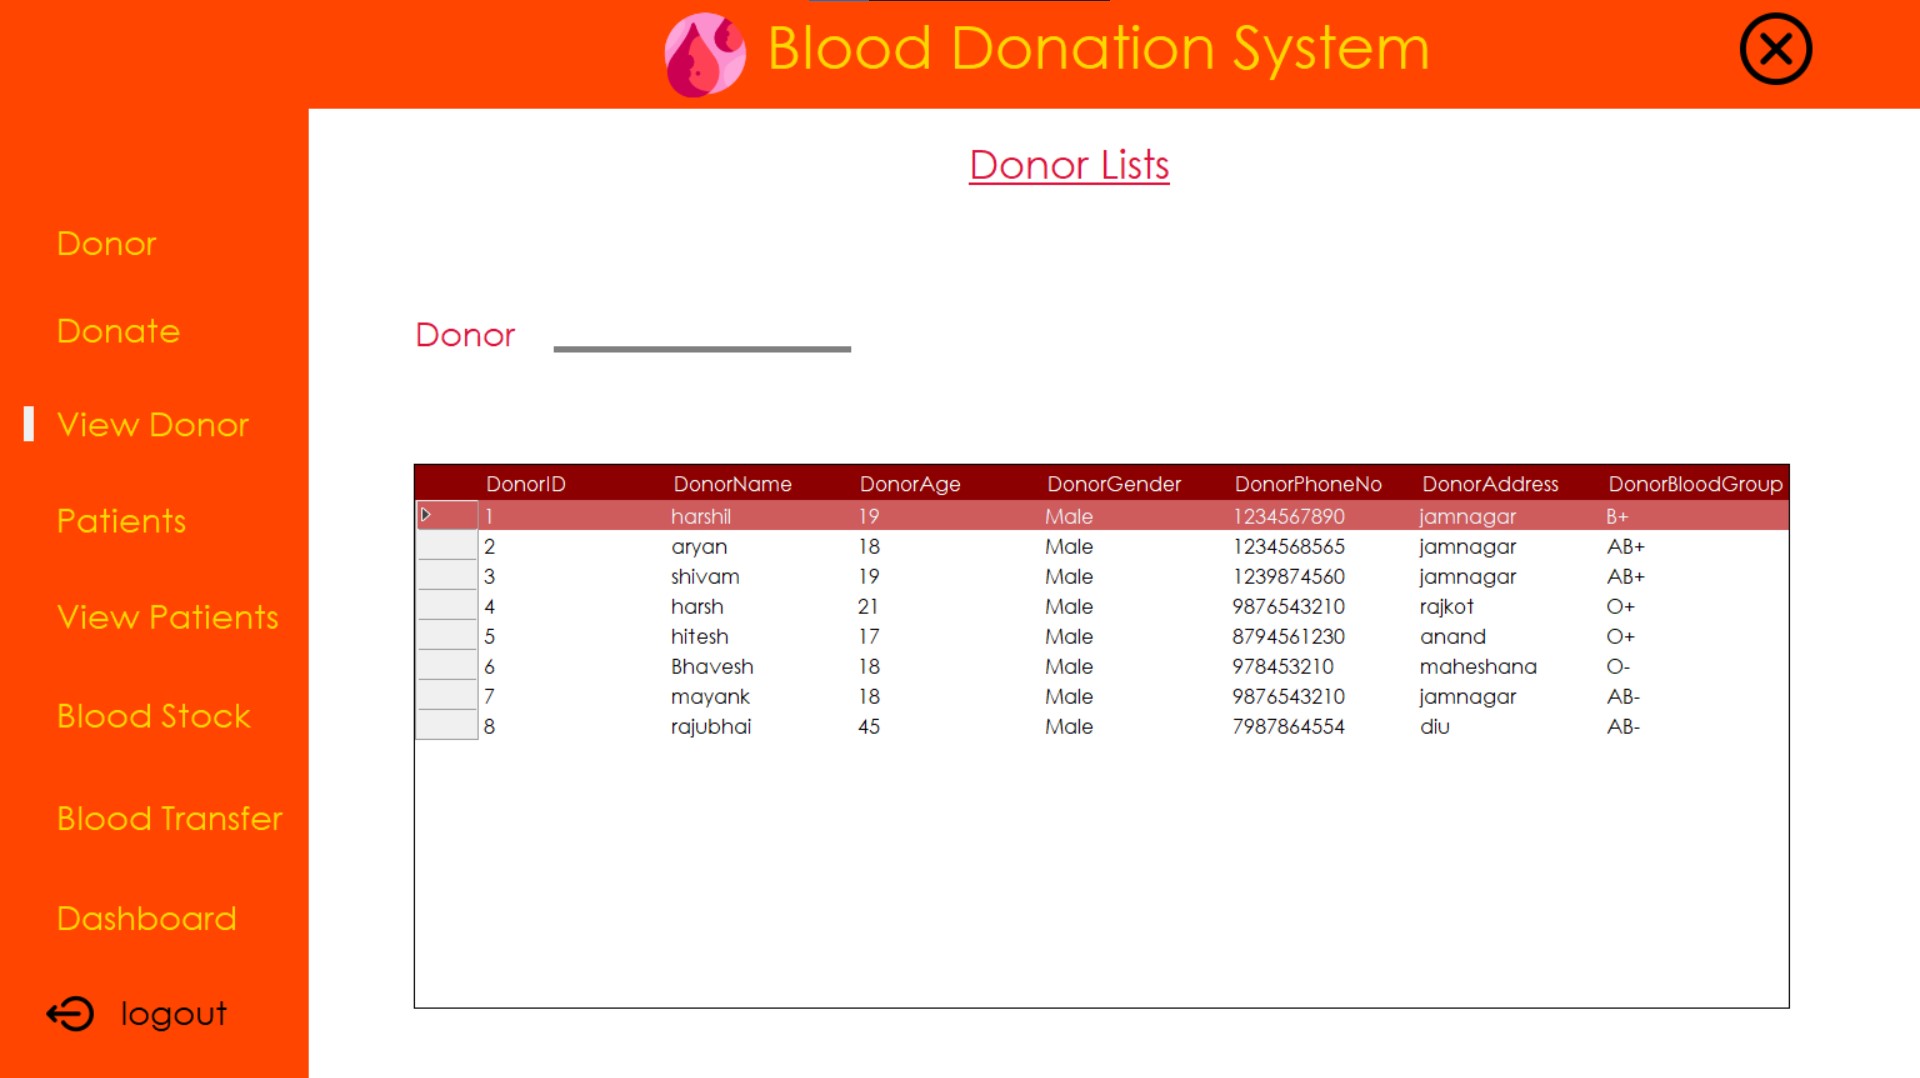 Blood Donation System
Donor Lists
Donor
Donate
View Donor
Patients
View Patients
Blood Stock
Blood Transfer
Dashboard
logout
Donor
DonorID DonorName DonorAge DonorGender DonorPhoneNo DonorAddress DonorBloodGroup
1 harshil 19 Male 1234567890 jamnagar B+
2 aryan 18 Male 1234568565 jamnagar AB+
3 shivam 19 Male 1239874560 jamnagar AB+
4 harsh 21 Male 9876543210 rajkot O+
5 hitesh 17 Male 8794561230 anand O+
6 Bhavesh 18 Male 978453210 maheshana O-
7 mayank 18 Male 9876543210 jamnagar AB-
8 rajubhai 45 Male 7987864554 diu AB-